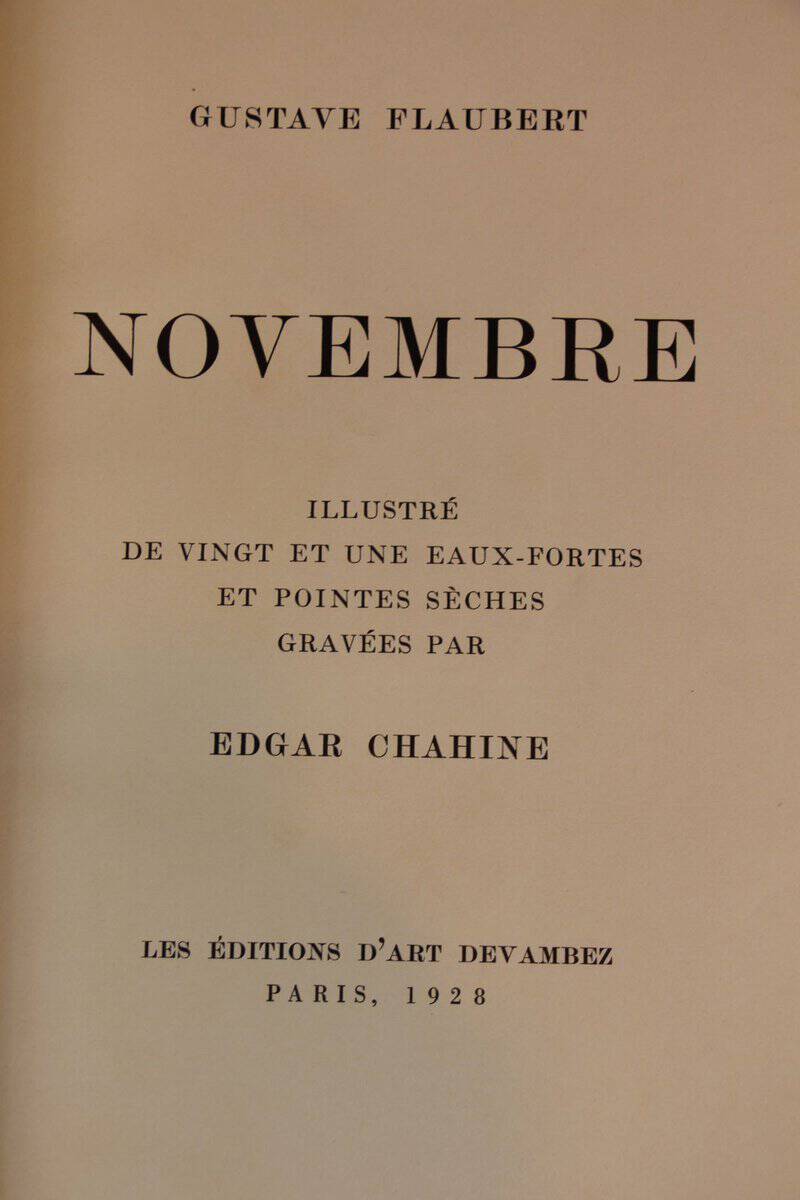 GUSTAVE FLAUBERT
NOVEMBRE
ILLUSTRÉ
DE VINGT ET UNE EAUX-FORTES
ET POINTES SÈCHES
GRAVÉES PAR
EDGAR CHAHINE
LES ÉDITIONS D'ART DEVAMBEZ
PARIS, 1928